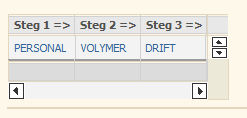 Steg 1 => Steg 2 => Steg 3 =>
PERSONAL VOLYMER DRIFT